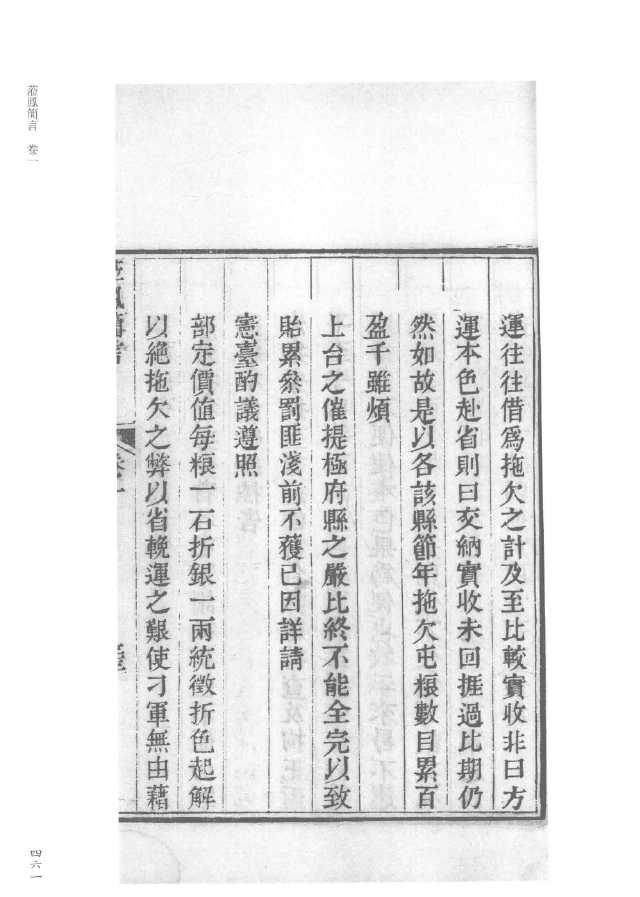 運往往借爲拖欠之計及至比較實收非曰方
運本色赴省則曰交納實收未回捱過比期仍
然如故是以各該縣節年拖欠屯糧數目累百
盈千雖煩
上台之催提極府縣之嚴比終不能全完以致
貽累叅罰匪淺前不獲已因詳請
憲臺酌議遵照
部定價值每糧一石折銀一兩統徵折色起解
以絶拖欠之弊以省輓運之艱使刁軍無由藉
鳳簡言 卷一
四六一